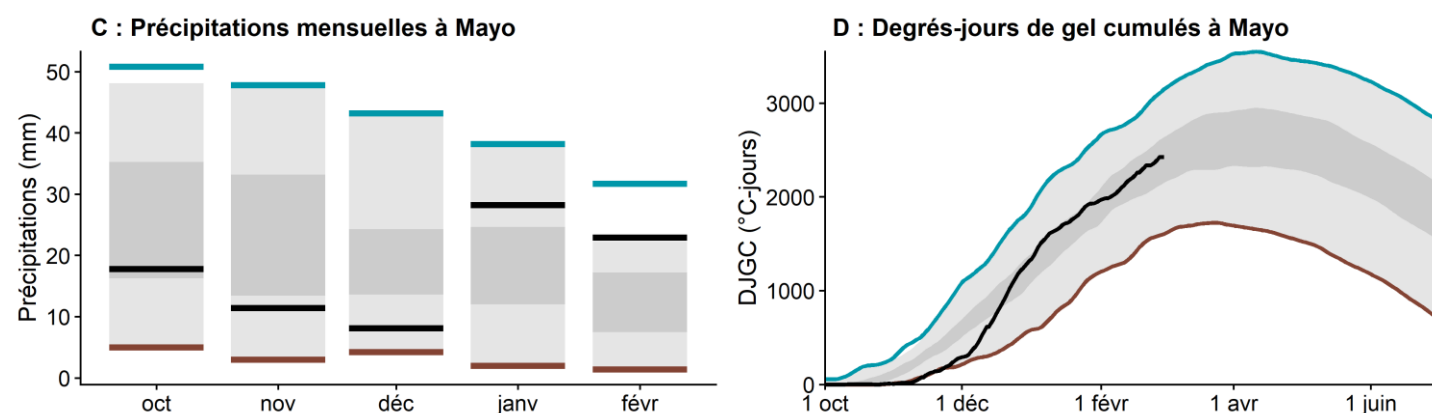 C : Précipitations mensuelles à Mayo
Précipitations (mm)
50
40
30
20
10
0
oct nov déc janv févr
D : Degrés-jours de gel cumulés à Mayo
DJGC (°C-jours)
3000
2000
1000
0
1 oct 1 déc 1 févr 1 avr 1 juin